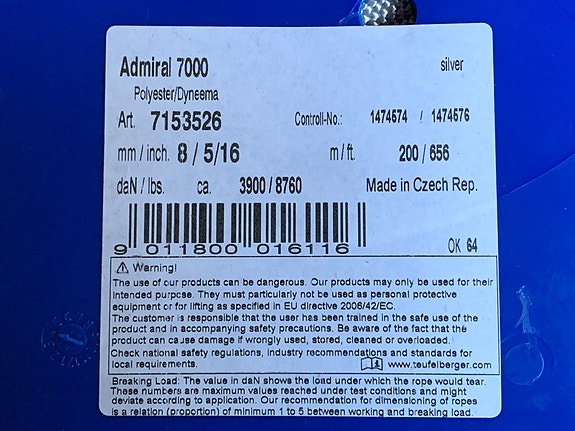 Admiral 7000 silver
Polyester/Dyneema
Art. 7153526 Controll-No.: 1474574 / 1474576
mm / inch. 8 / 5/16 m / ft. 200 / 656
daN / lbs. ca. 3900 / 8760 Made in Czech Rep.
9 011800 016116 OK 64
⚠ Warning!
The use of our products can be dangerous. Our products may only be used for their
intended purpose. They must particularly not be used as personal protective
equipment or for lifting as specified in EU directive 2006/42/EC.
The customer is responsible that the user has been trained in the safe use of the
product and in accompanying safety precautions. Be aware of the fact that the
product can cause damage if wrongly used, stored, cleaned or overloaded.
Check national safety regulations, industry recommendations and standards for
local requirements. www.teufelberger.com
Breaking Load: The value in daN shows the load under which the rope would tear.
These numbers are maximum values reached under test conditions and might
deviate according to application. Our recommendation for dimensioning of ropes
is a relation (proportion) of minimum 1 to 5 between working and breaking load.